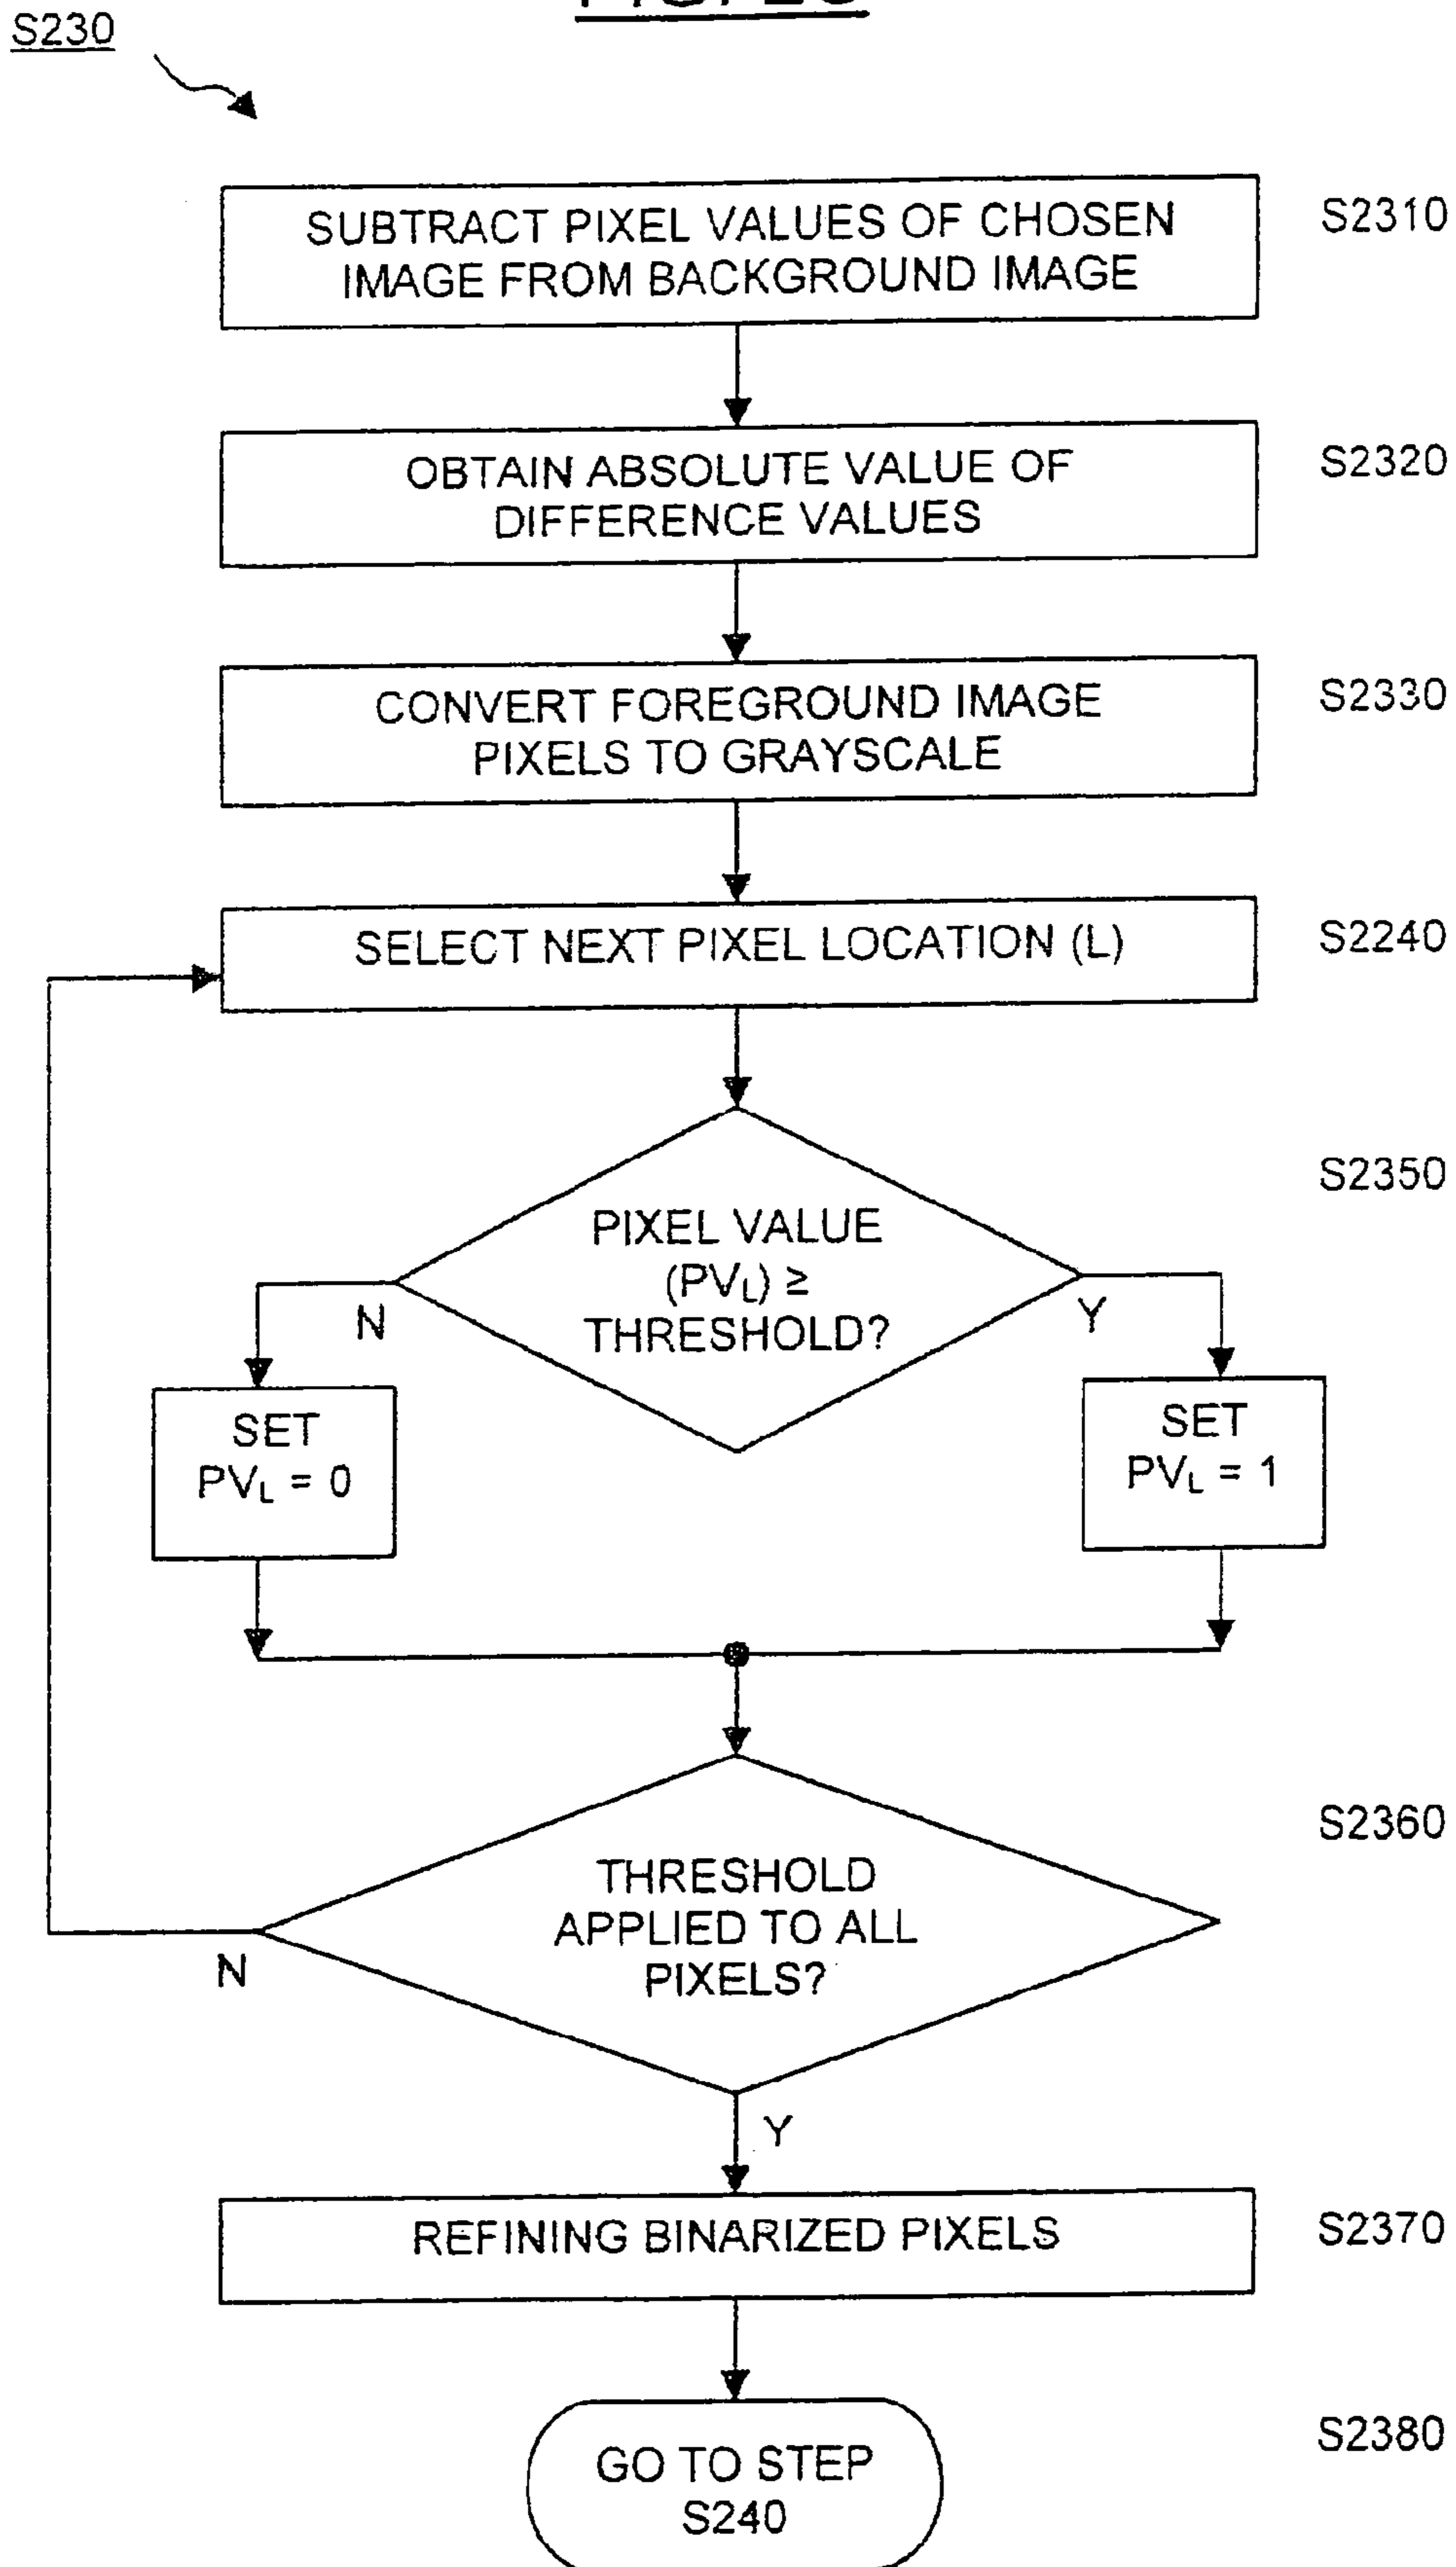 S230
SUBTRACT PIXEL VALUES OF CHOSEN
IMAGE FROM BACKGROUND IMAGE
S2310
OBTAIN ABSOLUTE VALUE OF
DIFFERENCE VALUES
S2320
CONVERT FOREGROUND IMAGE
PIXELS TO GRAYSCALE
S2330
SELECT NEXT PIXEL LOCATION (L)
S2240
S2350
PIXEL VALUE
(PVL) ≥
THRESHOLD?
N
Y
SET
PVL = 0
SET
PVL = 1
S2360
THRESHOLD
APPLIED TO ALL
PIXELS?
N
Y
REFINING BINARIZED PIXELS
S2370
S2380
GO TO STEP
S240